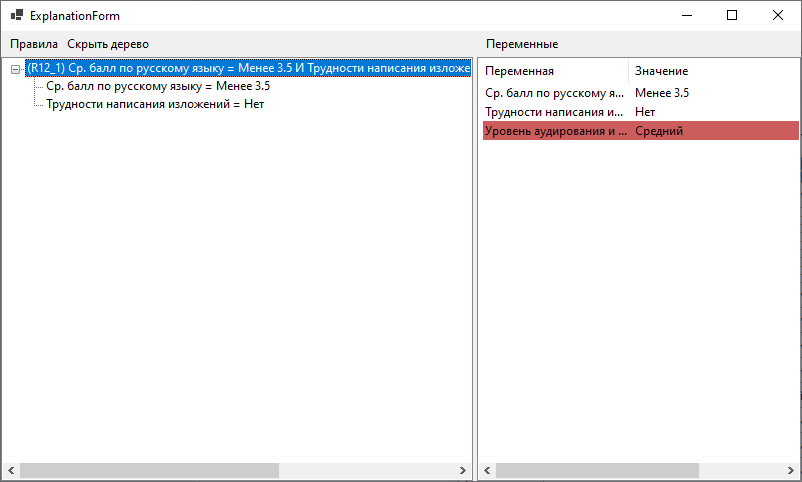 ExplanationForm
Правила Скрыть дерево
(R12_1) Ср. балл по русскому языку = Менее 3.5 И Трудности написания изложе
Ср. балл по русскому языку = Менее 3.5
Трудности написания изложений = Нет
Переменные
Переменная Значение
Ср. балл по русскому я... Менее 3.5
Трудности написания и... Нет
Уровень аудирования и ... Средний